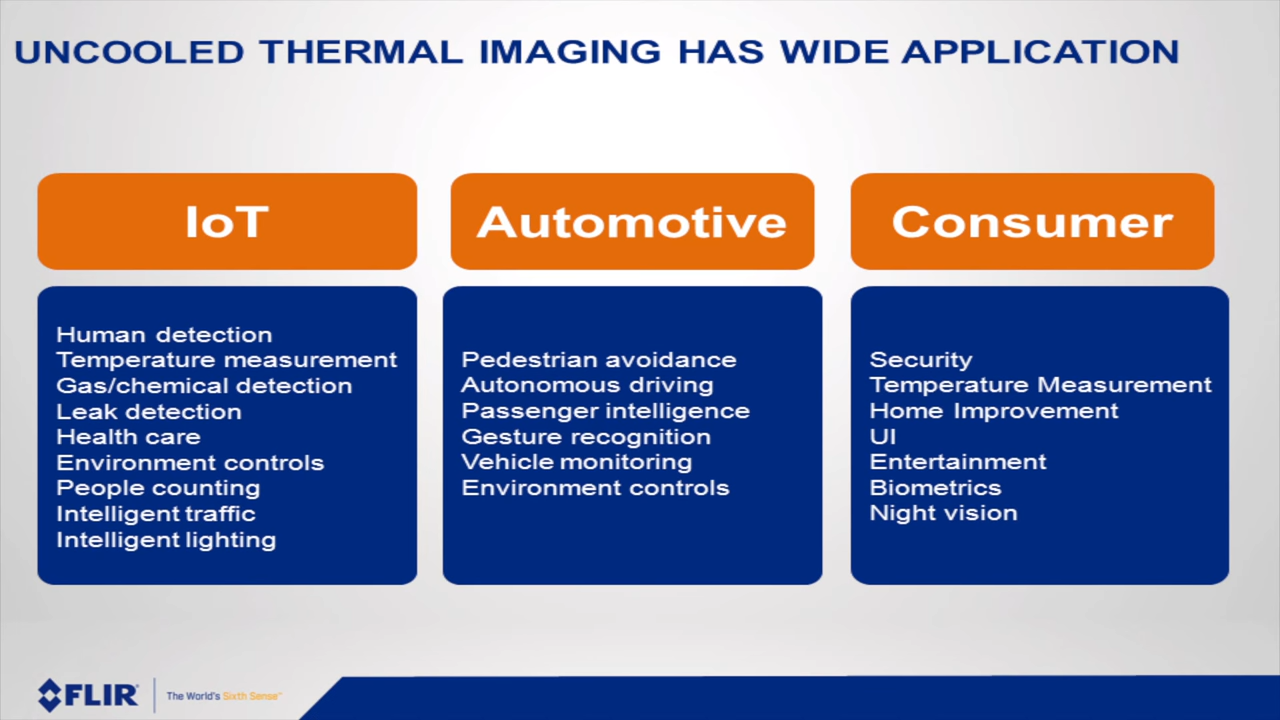 UNCOOLED THERMAL IMAGING HAS WIDE APPLICATION
IoT
Human detection
Temperature measurement
Gas/chemical detection
Leak detection
Health care
Environment controls
People counting
Intelligent traffic
Intelligent lighting
Automotive
Pedestrian avoidance
Autonomous driving
Passenger intelligence
Gesture recognition
Vehicle monitoring
Environment controls
Consumer
Security
Temperature Measurement
Home Improvement
UI
Entertainment
Biometrics
Night vision
FLIR
The World's Sixth Sense™